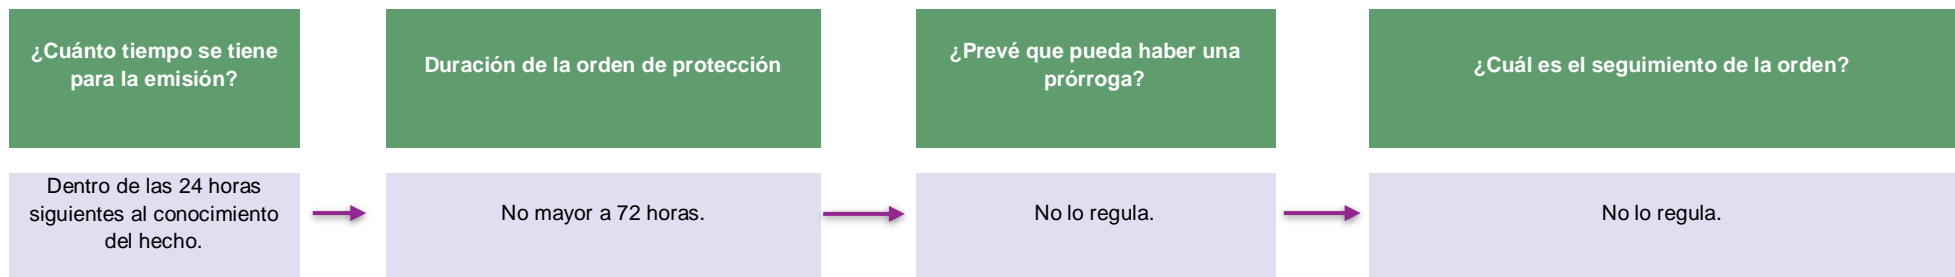 ¿Cuánto tiempo se tiene
para la emisión?
Duración de la orden de protección
¿Prevé que pueda haber una
prórroga?
¿Cuál es el seguimiento de la orden?
Dentro de las 24 horas
siguientes al conocimiento
del hecho.
No mayor a 72 horas.
No lo regula.
No lo regula.